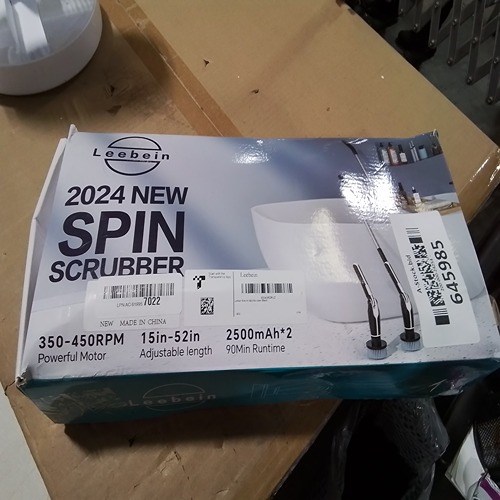 Leebein
2024 NEW
SPIN
SCRUBBER
7022
NEW MADE IN CHINA
Leebein
350-450RPM
Powerful Motor
15in-52in
Adjustable length
2500mAh*2
90Min Runtime
645985
Leebein